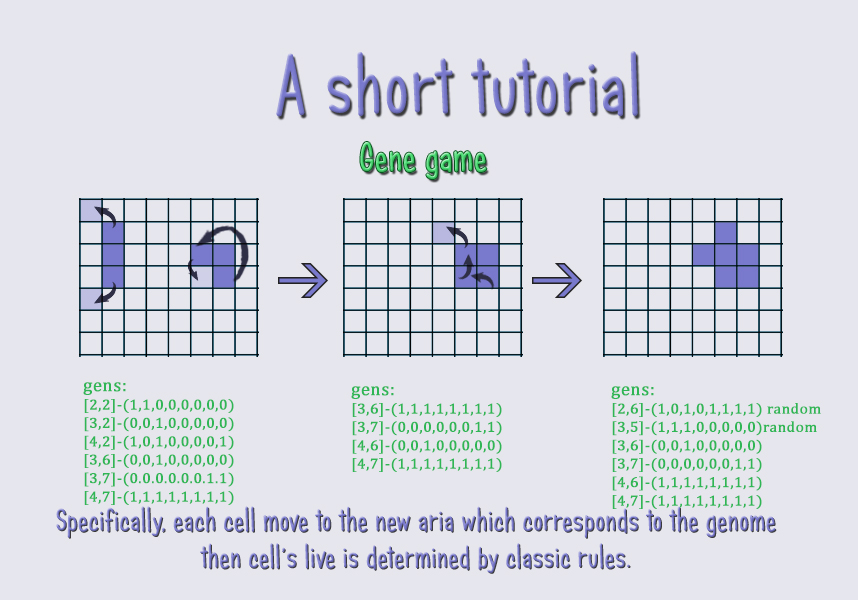 A short tutorial
Gene game
gens:
[2,2]-(1,1,0,0,0,0,0,0)
[3,2]-(0,0,1,0,0,0,0,0)
[4,2]-(1,0,1,0,0,0,0,1)
[3,6]-(0,0,1,0,0,0,0,0)
[3,7]-(0.0.0.0.0.0.1.1)
[4,7]-(1,1,1,1,1,1,1,1)
gens:
[3,6]-(1,1,1,1,1,1,1,1)
[3,7]-(0,0,0,0,0,0,1,1)
[4,6]-(0,0,1,0,0,0,0,0)
[4,7]-(1,1,1,1,1,1,1,1)
gens:
[2,6]-(1,0,1,0,1,1,1,1) random
[3,5]-(1,1,1,0,0,0,0,0)random
[3,6]-(0,0,1,0,0,0,0,0)
[3,7]-(0,0,0,0,0,0,1,1)
[4,6]-(1,1,1,1,1,1,1,1)
[4,7]-(1,1,1,1,1,1,1,1)
Specifically, each cell move to the new aria which corresponds to the genome
then cell's live is determined by classic rules.